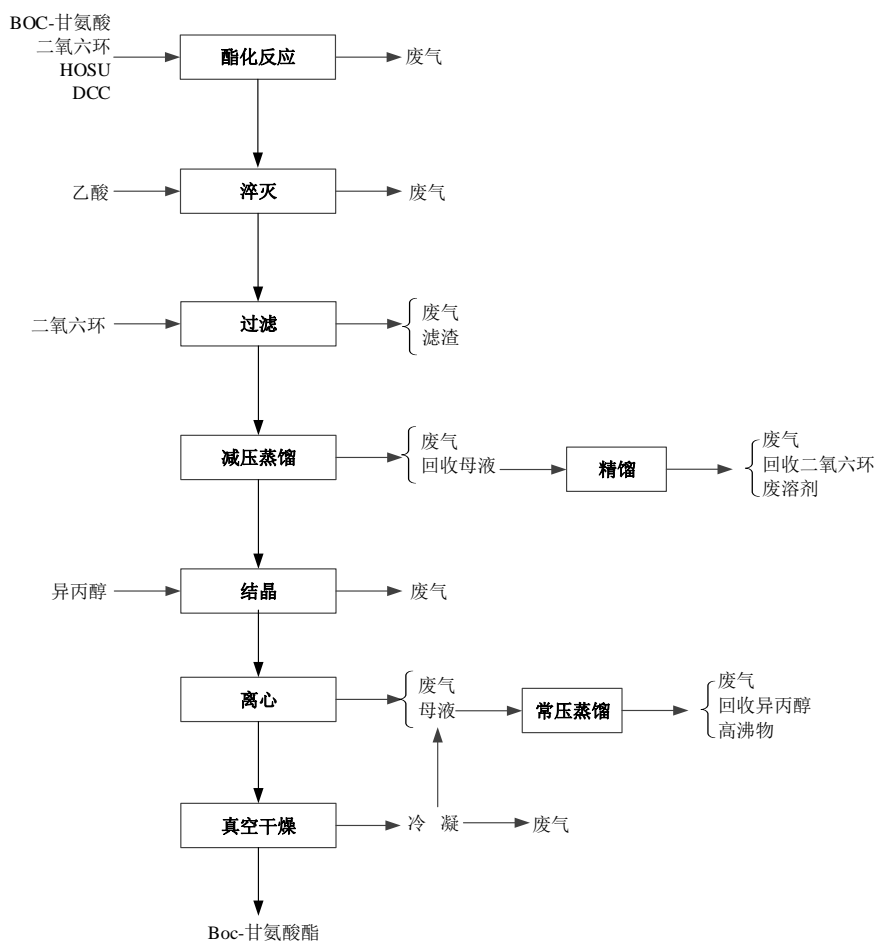 BOC-甘氨酸
二氧六环
HOSU
DCC
酯化反应
废气
乙酸
淬灭
废气
二氧六环
过滤
废气
滤渣
减压蒸馏
废气
回收母液
精馏
废气
回收二氧六环
废溶剂
异丙醇
结晶
废气
离心
废气
母液
常压蒸馏
废气
回收异丙醇
高沸物
真空干燥
冷 凝
废气
Boc-甘氨酸酯